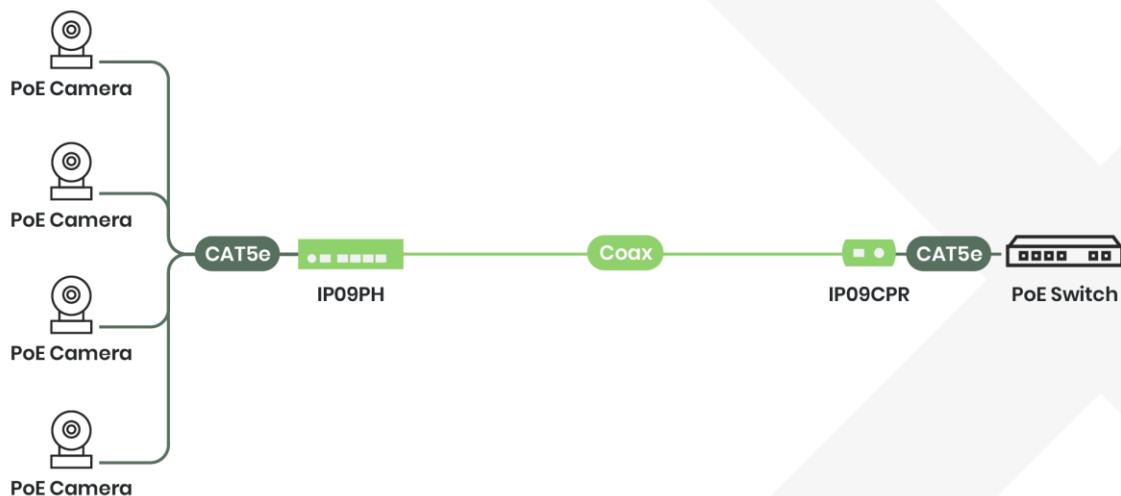 PoE Camera
PoE Camera
CAT5e
Coax
CAT5e
IP09PH
IP09CPR
PoE Switch
PoE Camera
PoE Camera